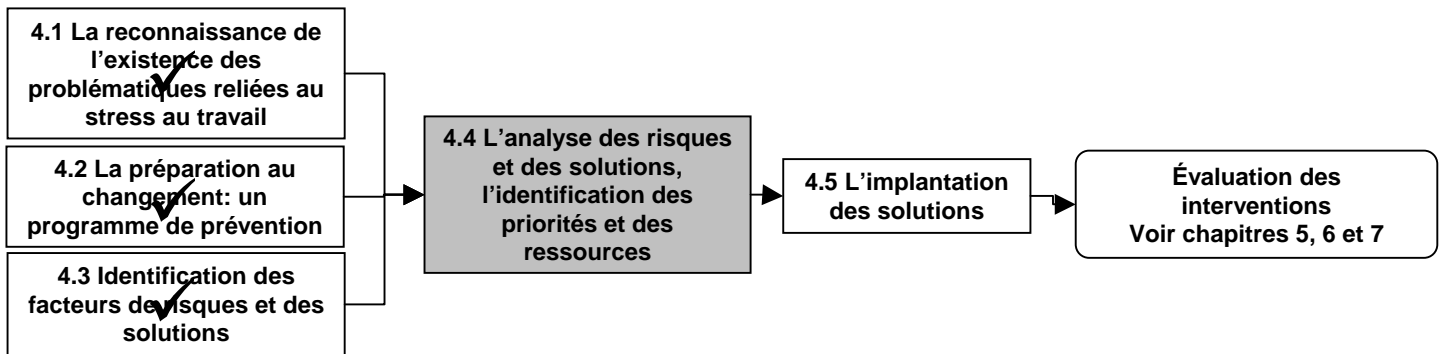 4.1 La reconnaissance de
l'existence des
problématiques reliées au
stress au travail
4.2 La préparation au
changement: un
programme de prévention
4.3 Identification des
facteurs de risques et des
solutions
4.4 L'analyse des risques
et des solutions,
l'identification des
priorités et des
ressources
4.5 L'implantation
des solutions
Évaluation des
interventions
Voir chapitres 5, 6 et 7